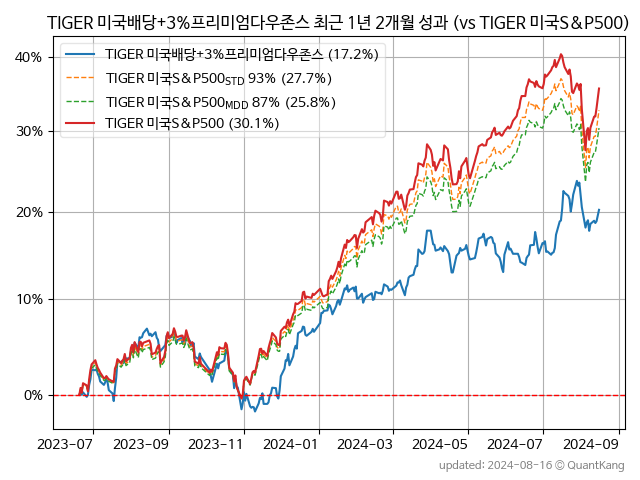 TIGER 미국배당+3%프리미엄다우존스 최근 1년 2개월 성과 (vs TIGER 미국S&P500)
TIGER 미국배당+3%프리미엄다우존스 (17.2%)
TIGER 미국S&P500STD 93% (27.7%)
TIGER 미국S&P500MDD 87% (25.8%)
TIGER 미국S&P500 (30.1%)
40%
30%
20%
10%
0%
2023-07 2023-09 2023-11 2024-01 2024-03 2024-05 2024-07 2024-09
updated: 2024-08-16 © QuantKang